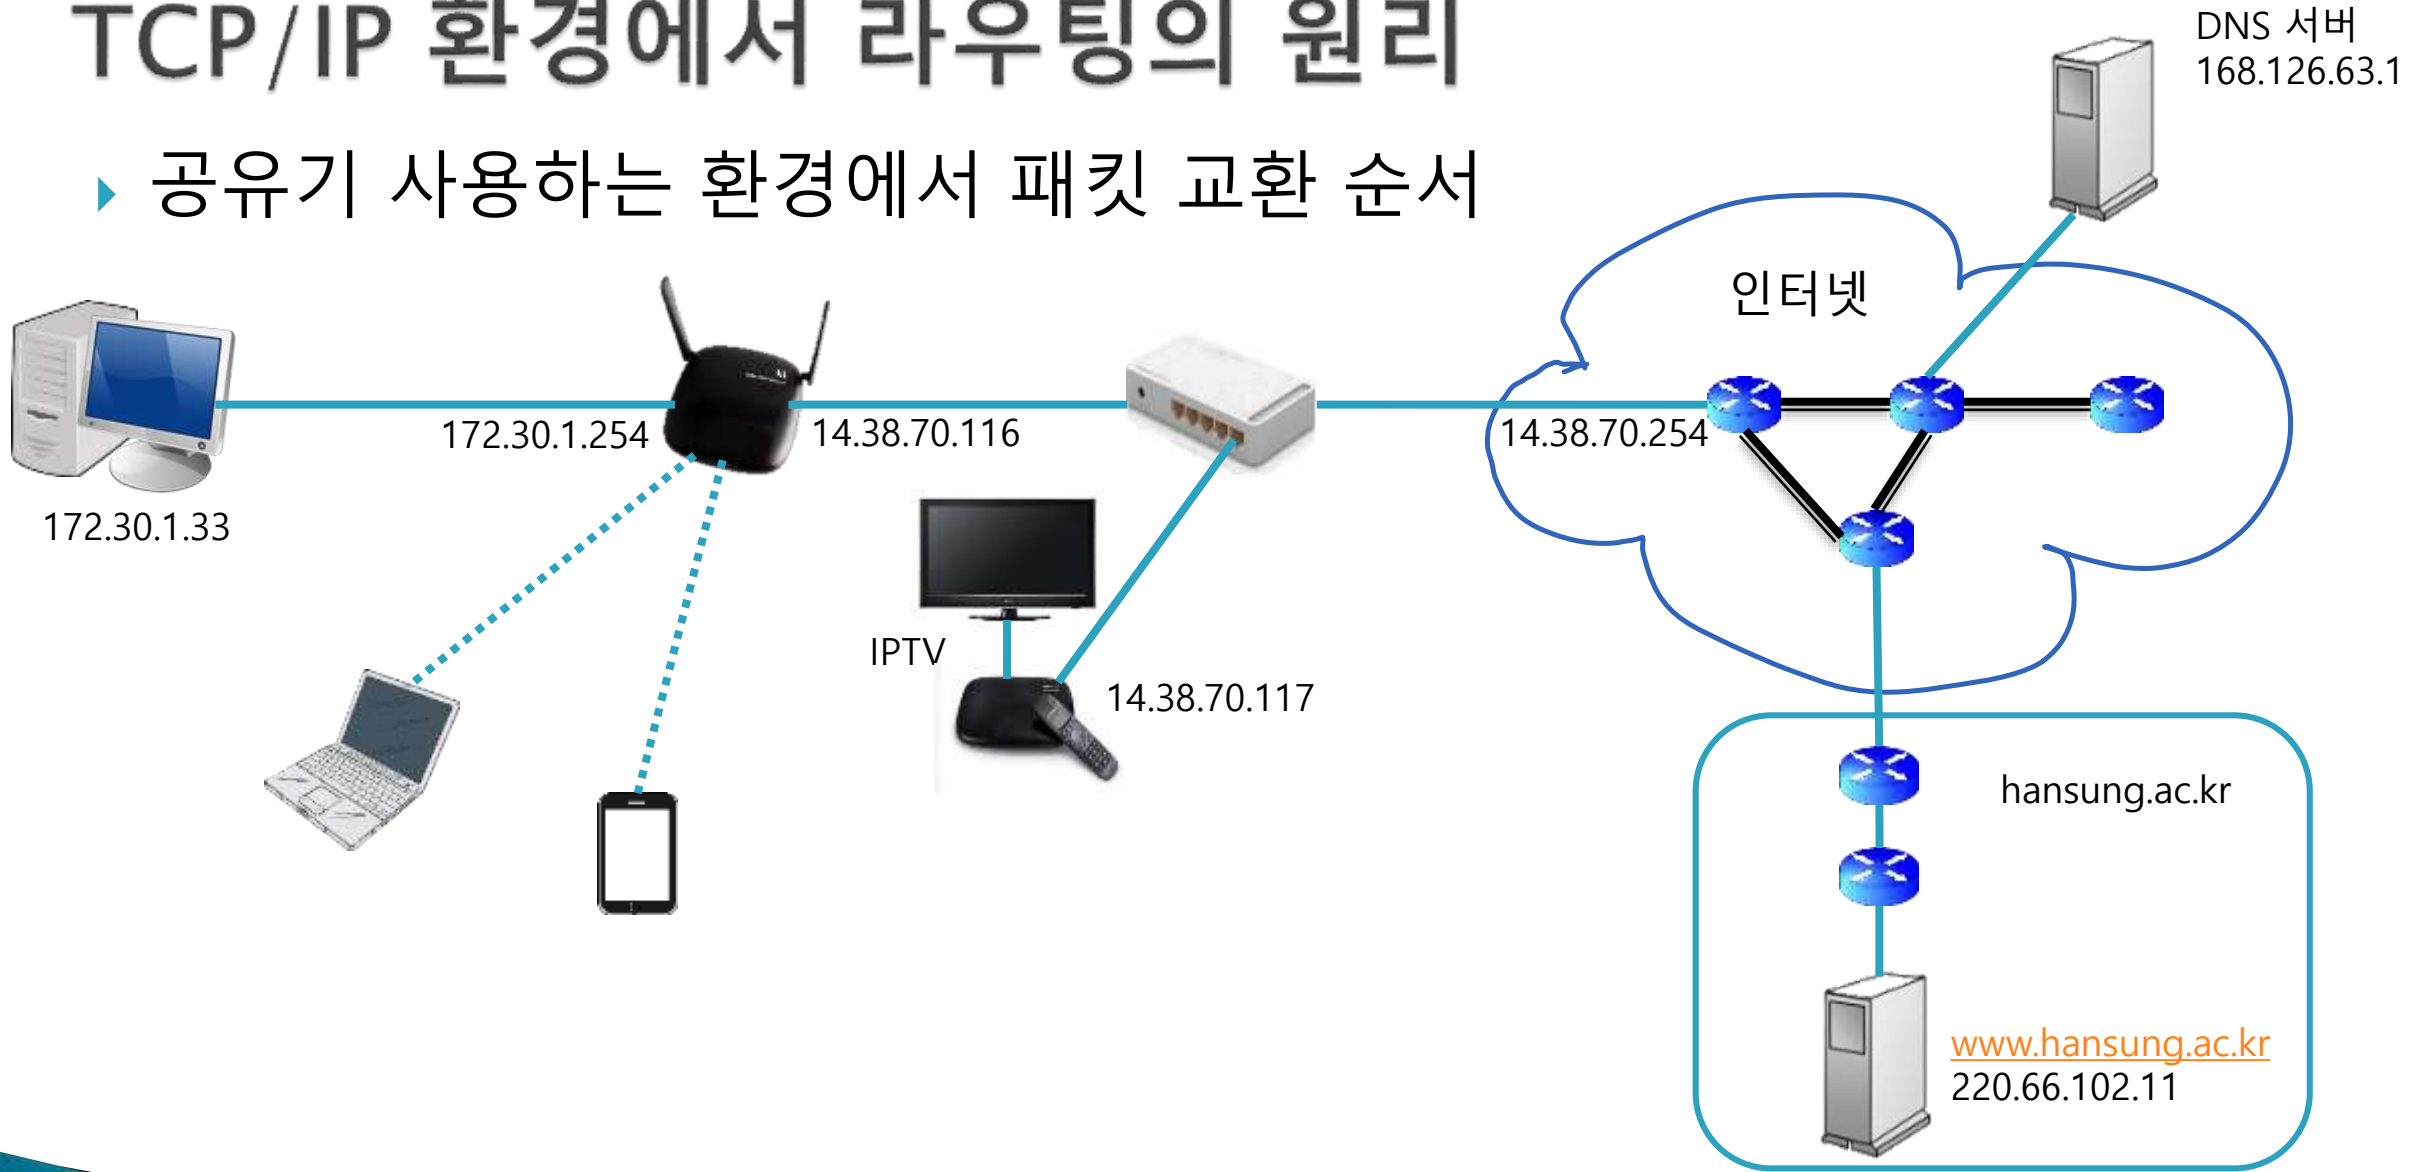 TCP/IP 환경에서 라우팅의 원리
공유기 사용하는 환경에서 패킷 교환 순서
DNS 서버
168.126.63.1
인터넷
172.30.1.254
14.38.70.116
14.38.70.254
172.30.1.33
IPTV
14.38.70.117
hansung.ac.kr
www.hansung.ac.kr
220.66.102.11